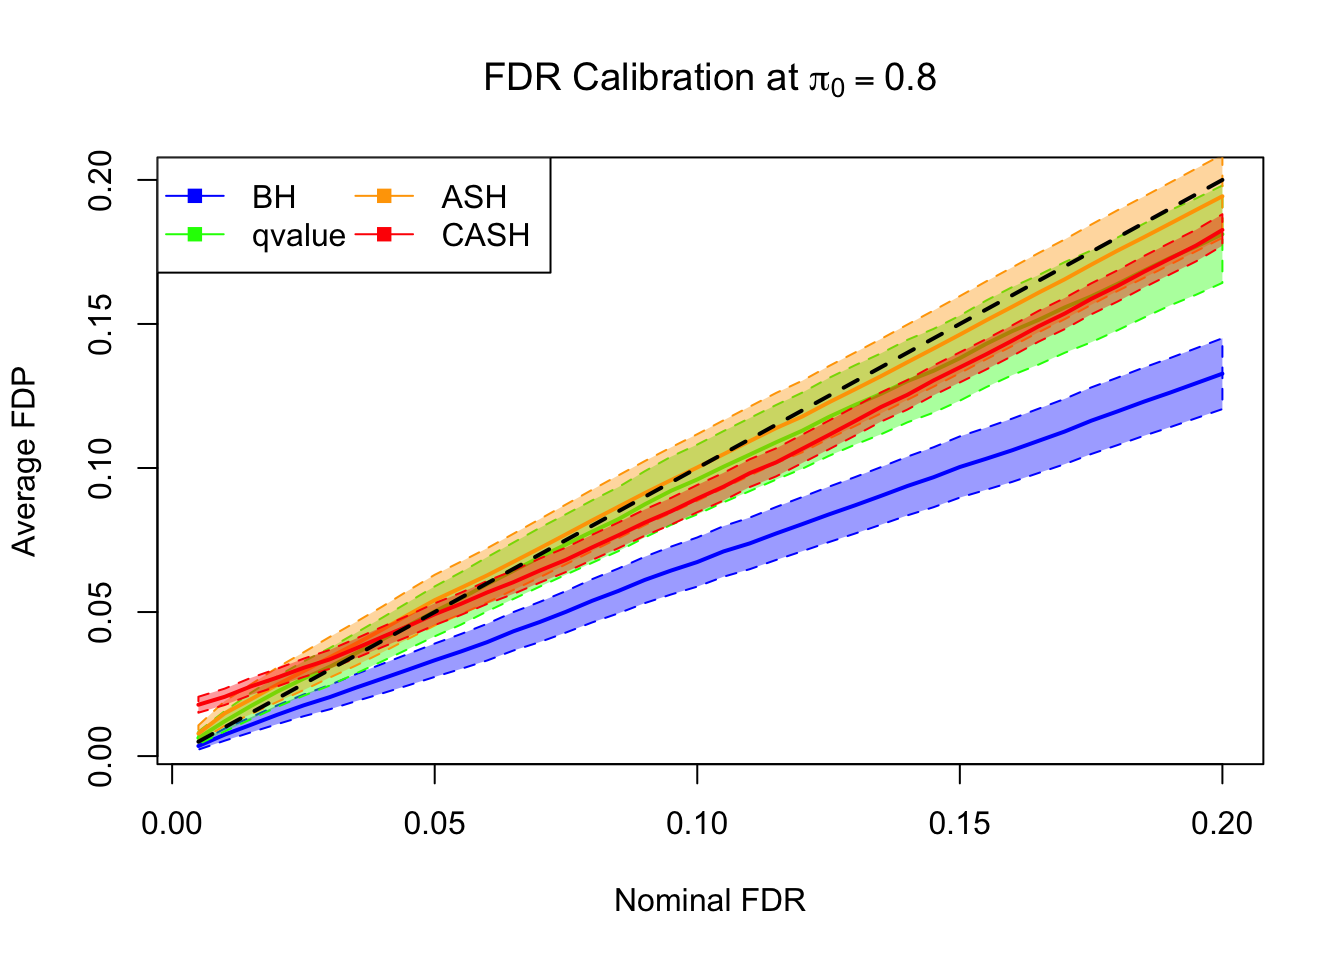 FDR Calibration at π₀ = 0.8
BH
ASH
qvalue
CASH
Average FDP
0.20
0.15
0.10
0.05
0.00
0.00 0.05 0.10 0.15 0.20
Nominal FDR